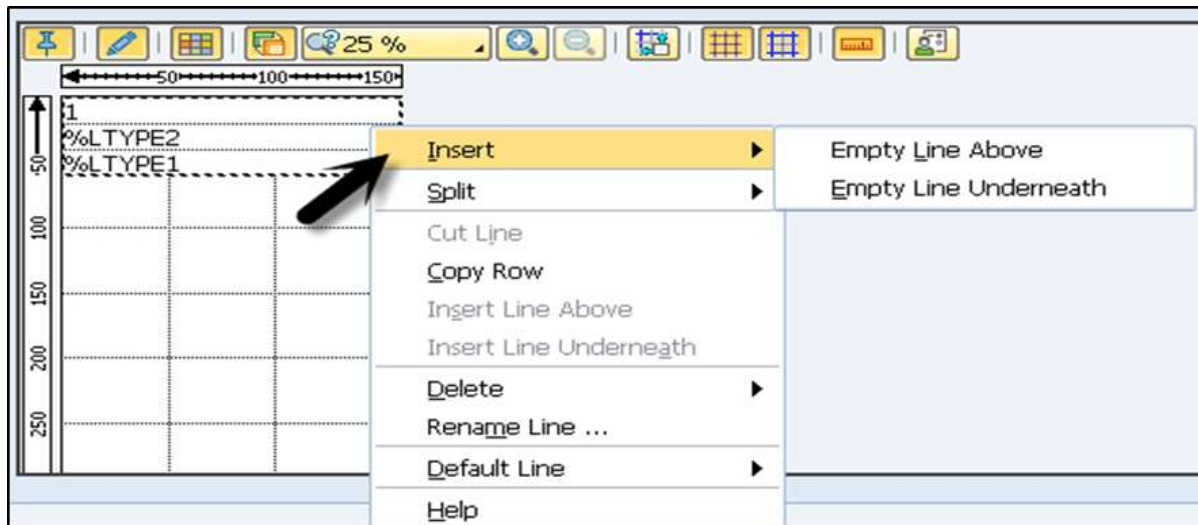 25 %
50 100 150
1
%LTYPE2
%LTYPE1
50
100
150
200
250
Insert
Empty Line Above
Empty Line Underneath
Split
Cut Line
Copy Row
Insert Line Above
Insert Line Underneath
Delete
Rename Line ...
Default Line
Help